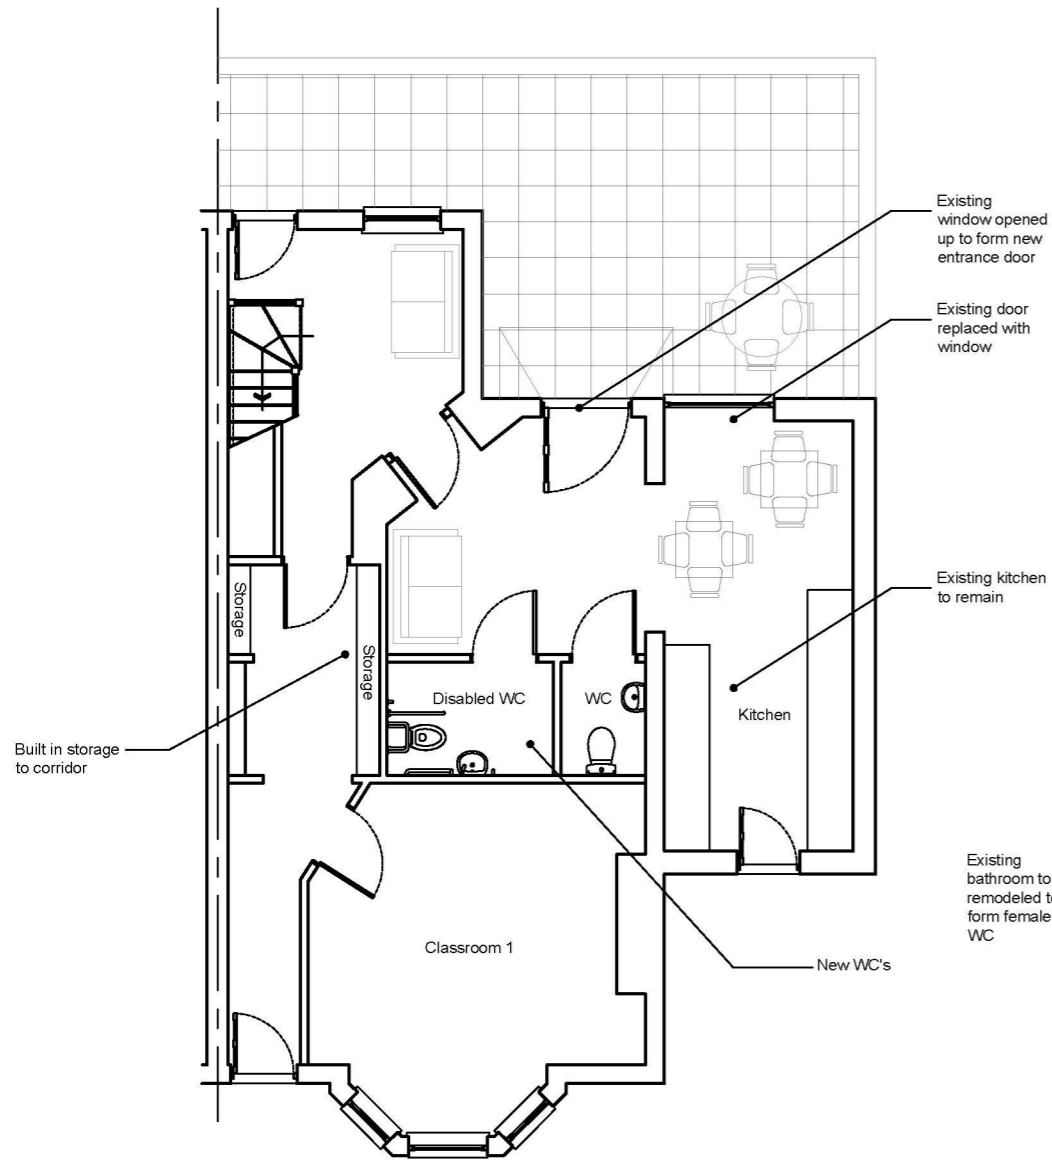 Existing
window opened
up to form new
entrance door
Existing door
replaced with
window
Storage
Storage
Existing kitchen
to remain
Disabled WC
WC
Kitchen
Built in storage
to corridor
Existing
bathroom to
remodeled
form female
WC
Classroom 1
New WC's